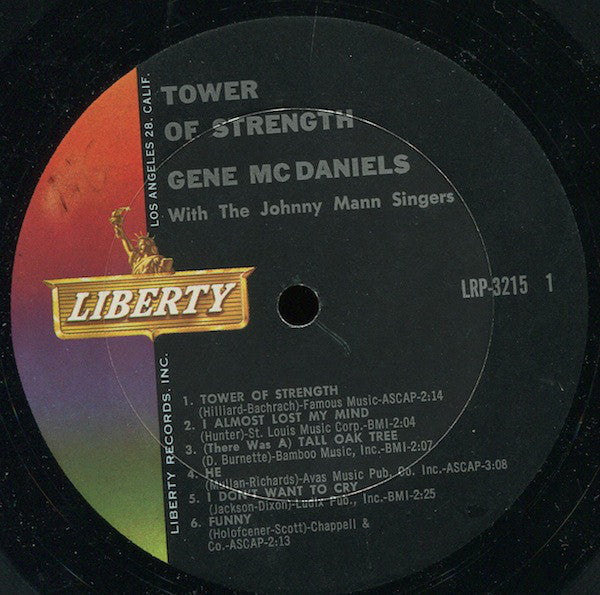 TOWER
OF STRENGTH
GENE MC DANIELS
With The Johnny Mann Singers
LOS ANGELES 28, CALIF.
LIBERTY
LIBERTY RECORDS, INC.
LRP-3215 1
1. TOWER OF STRENGTH
(Hilliard-Bachrach)-Famous Music-ASCAP-2:14
2. I ALMOST LOST MY MIND
(Hunter)-St. Louis Music Corp.-BMI-2:04
3. (There Was A) TALL OAK TREE
(D. Burnette)-Bamboo Music, Inc.-BMI-2:07
4. HE
(Mullan-Richards)-Avas Music Pub. Co. Inc.-ASCAP-3:08
5. I DON'T WANT TO CRY
(Jackson-Dixon)-Ludix Pub., Inc.-BMI-2:25
6. FUNNY
(Holofcener-Scott)-Chappell &
Co.-ASCAP-2:13